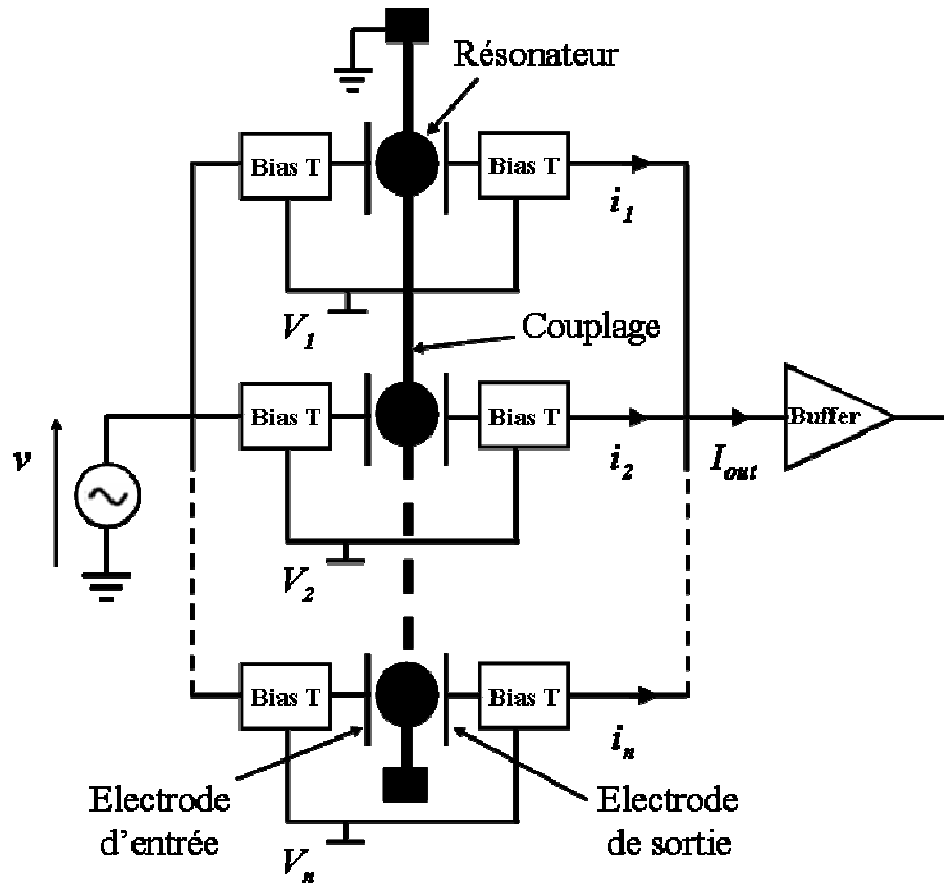 Résonateur
Bias T
Bias T
i1
V1
Couplage
Bias T
Bias T
Buffer
v
i2
Iout
V2
Bias T
Bias T
in
Electrode
d'entrée
Electrode
de sortie
Vn